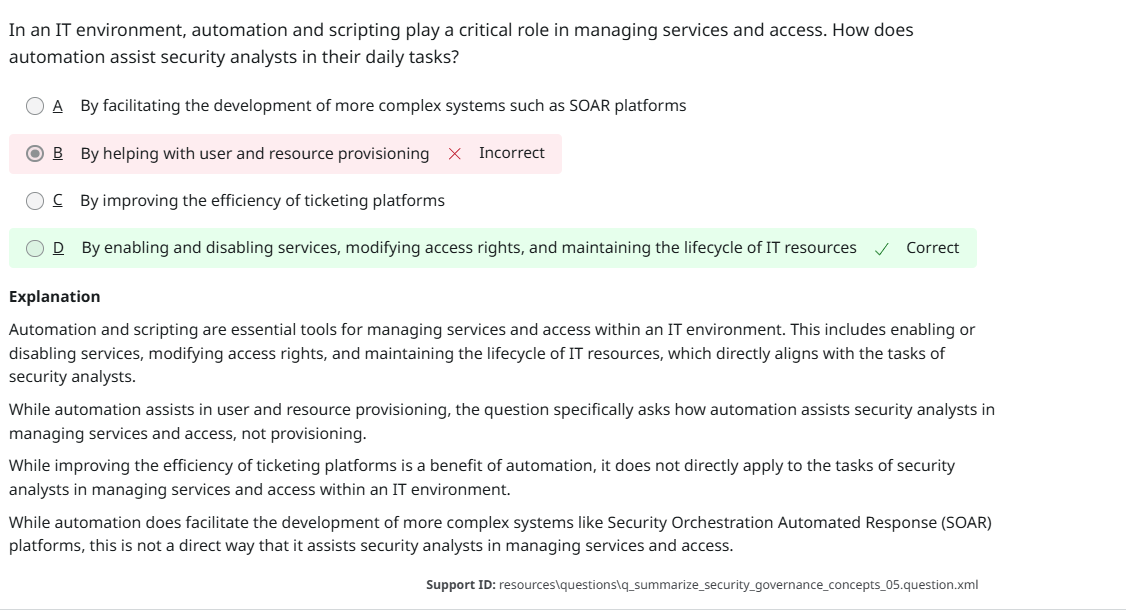 In an IT environment, automation and scripting play a critical role in managing services and access. How does
automation assist security analysts in their daily tasks?
A By facilitating the development of more complex systems such as SOAR platforms
B By helping with user and resource provisioning ✕ Incorrect
C By improving the efficiency of ticketing platforms
D By enabling and disabling services, modifying access rights, and maintaining the lifecycle of IT resources ✓ Correct
Explanation
Automation and scripting are essential tools for managing services and access within an IT environment. This includes enabling or
disabling services, modifying access rights, and maintaining the lifecycle of IT resources, which directly aligns with the tasks of
security analysts.
While automation assists in user and resource provisioning, the question specifically asks how automation assists security analysts in
managing services and access, not provisioning.
While improving the efficiency of ticketing platforms is a benefit of automation, it does not directly apply to the tasks of security
analysts in managing services and access within an IT environment.
While automation does facilitate the development of more complex systems like Security Orchestration Automated Response (SOAR)
platforms, this is not a direct way that it assists security analysts in managing services and access.
Support ID: resources\questions\q_summarize_security_governance_concepts_05.question.xml